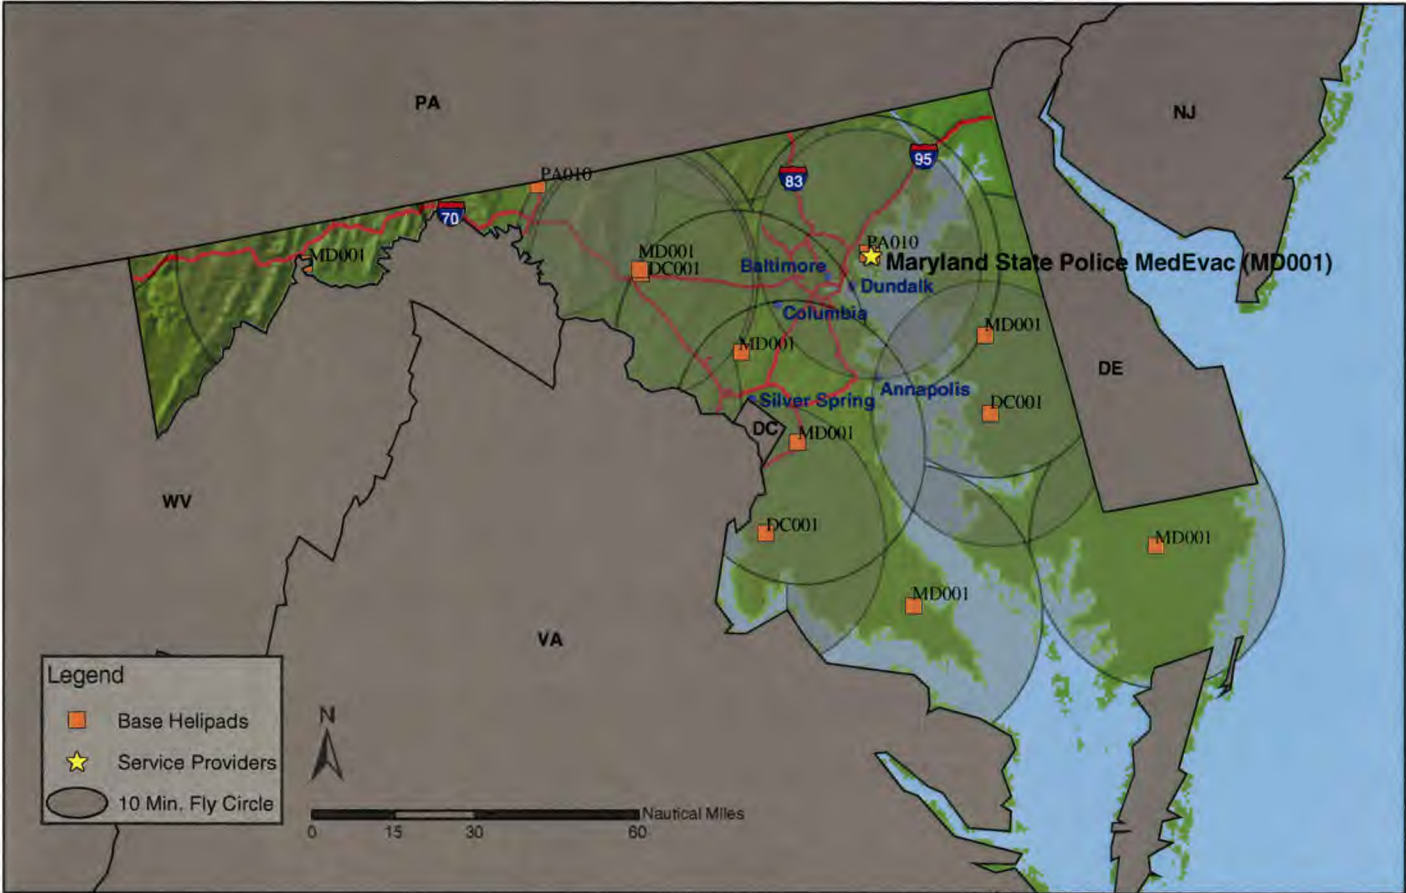 PA
NJ
95
83
PA010
70
PA010
MD001
MD001
DC001
Baltimore
Maryland State Police MedEvac (MD001)
Dundalk
Columbia
MD001
MD001
DE
Annapolis
Silver Spring
DC001
DC
MD001
WV
DC001
MD001
MD001
VA
Legend
Base Helipads
Service Providers
10 Min. Fly Circle
N
Nautical Miles
0 15 30 60